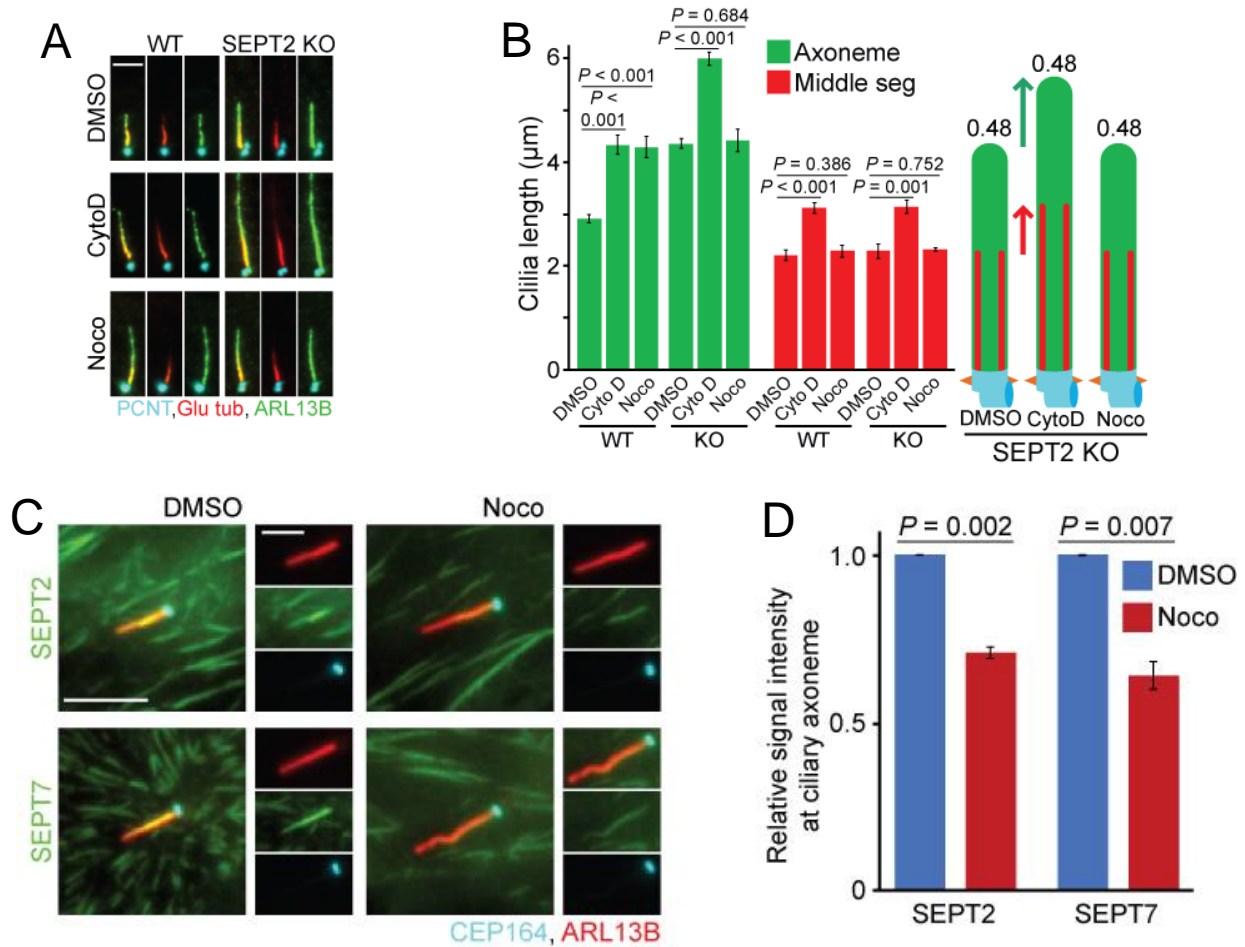 A
WT SEPT2 KO
DMSO
CytoD
Noco
PCNT,Glu tub, ARL13B
B
P = 0.684
P < 0.001
P < 0.001
P <
0.001
Axoneme
Middle seg
P = 0.386
P < 0.001
P = 0.752
P = 0.001
Clilia length (μm)
6
4
2
0
DMSO Cyto D Noco DMSO Cyto D Noco DMSO Cyto D Noco DMSO Cyto D Noco
WT KO WT KO
0.48 0.48 0.48
DMSO CytoD Noco
SEPT2 KO
C
DMSO Noco
SEPT2
SEPT7
CEP164, ARL13B
D
P = 0.002 P = 0.007
DMSO
Noco
Relative signal intensity
at ciliary axoneme
1.0
0.5
0
SEPT2 SEPT7